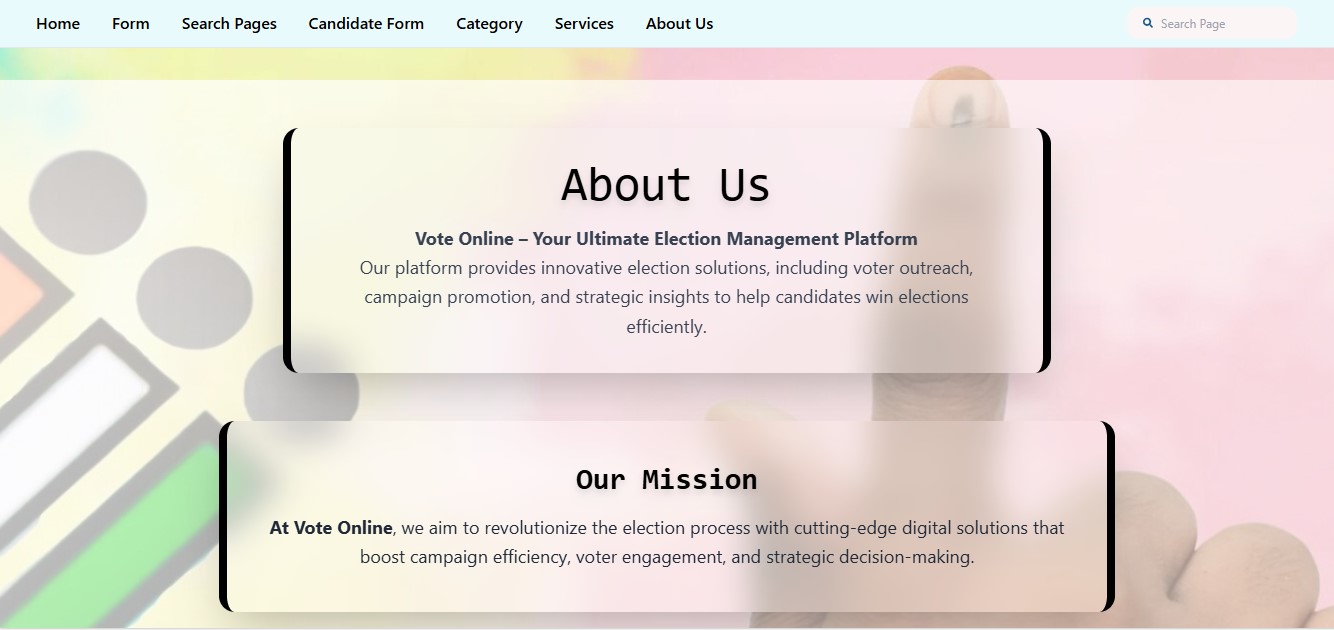 Home Form Search Pages Candidate Form Category Services About Us Search Page
About Us
Vote Online – Your Ultimate Election Management Platform
Our platform provides innovative election solutions, including voter outreach,
campaign promotion, and strategic insights to help candidates win elections
efficiently.
Our Mission
At Vote Online, we aim to revolutionize the election process with cutting-edge digital solutions that
boost campaign efficiency, voter engagement, and strategic decision-making.